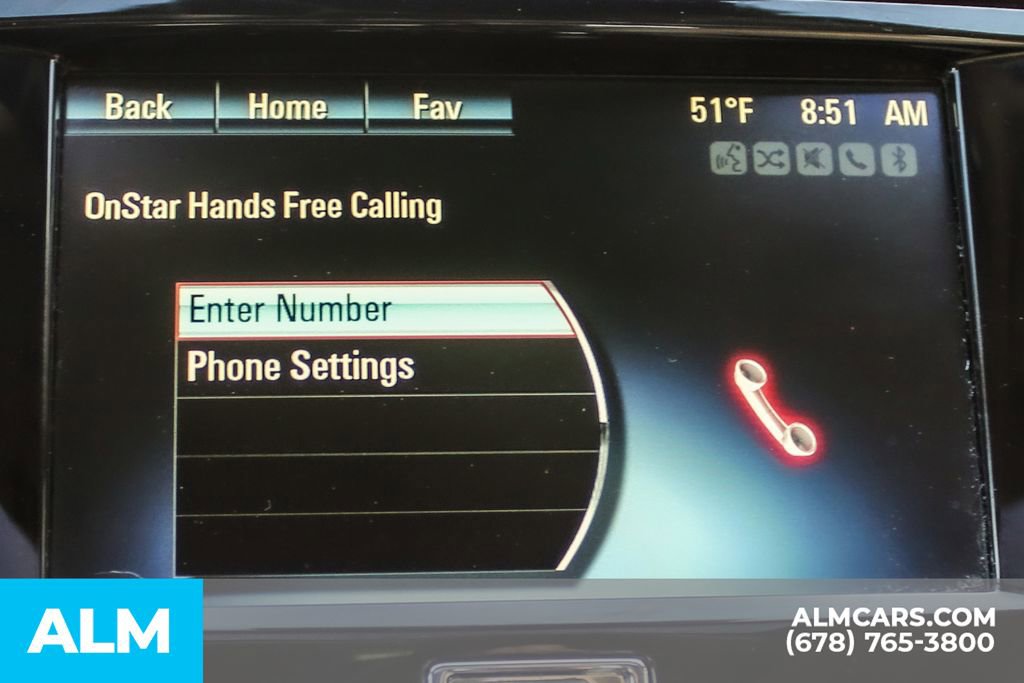 Back Home Fav 51°F 8:51 AM
OnStar Hands Free Calling
Enter Number
Phone Settings
ALM
ALMCARS.COM
(678) 765-3800